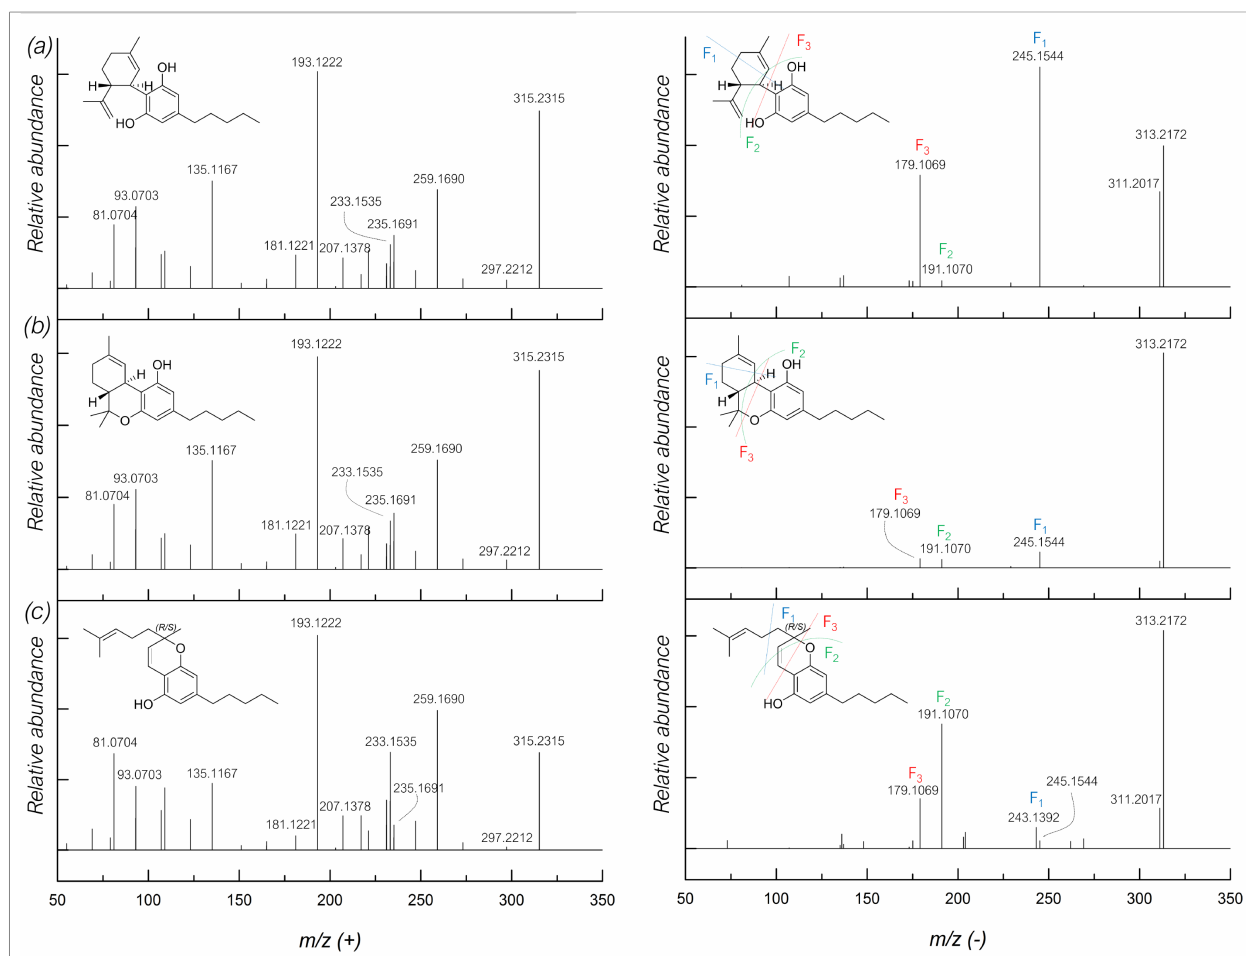 (a)
Relative abundance
H
H
OH
HO
81.0704
93.0703
135.1167
181.1221
193.1222
207.1378
233.1535
235.1691
259.1690
297.2212
315.2315
Relative abundance
F1
F3
F2
H
H
OH
HO
F3
179.1069
F2
191.1070
F1
245.1544
311.2017
313.2172
(b)
Relative abundance
H
H
OH
O
81.0704
93.0703
135.1167
181.1221
193.1222
207.1378
233.1535
235.1691
259.1690
297.2212
315.2315
Relative abundance
F1
F2
F3
H
H
OH
O
F3
179.1069
F2
191.1070
F1
245.1544
313.2172
(c)
Relative abundance
(R/S)
O
HO
81.0704
93.0703
135.1167
181.1221
193.1222
207.1378
233.1535
235.1691
259.1690
297.2212
315.2315
50 100 150 200 250 300 350
m/z (+)
Relative abundance
F1
(R/S)
F3
F2
O
HO
F3
179.1069
F2
191.1070
F1
243.1392
245.1544
311.2017
313.2172
50 100 150 200 250 300 350
m/z (-)